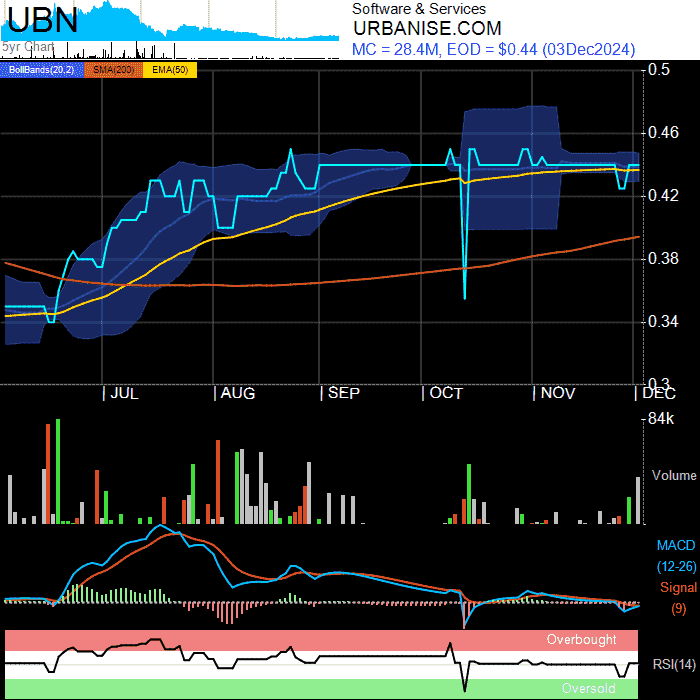 UBN
5yr Chart
Software & Services
URBANISE.COM
MC = 28.4M, EOD = $0.44 (03Dec2024)
BollBands(20,2) SMA(200) EMA(50)
0.5
0.46
0.42
0.38
0.34
0.3
JUL AUG SEP OCT NOV DEC
84k
Volume
MACD
(12-26)
Signal
(9)
Overbought
RSI(14)
Oversold